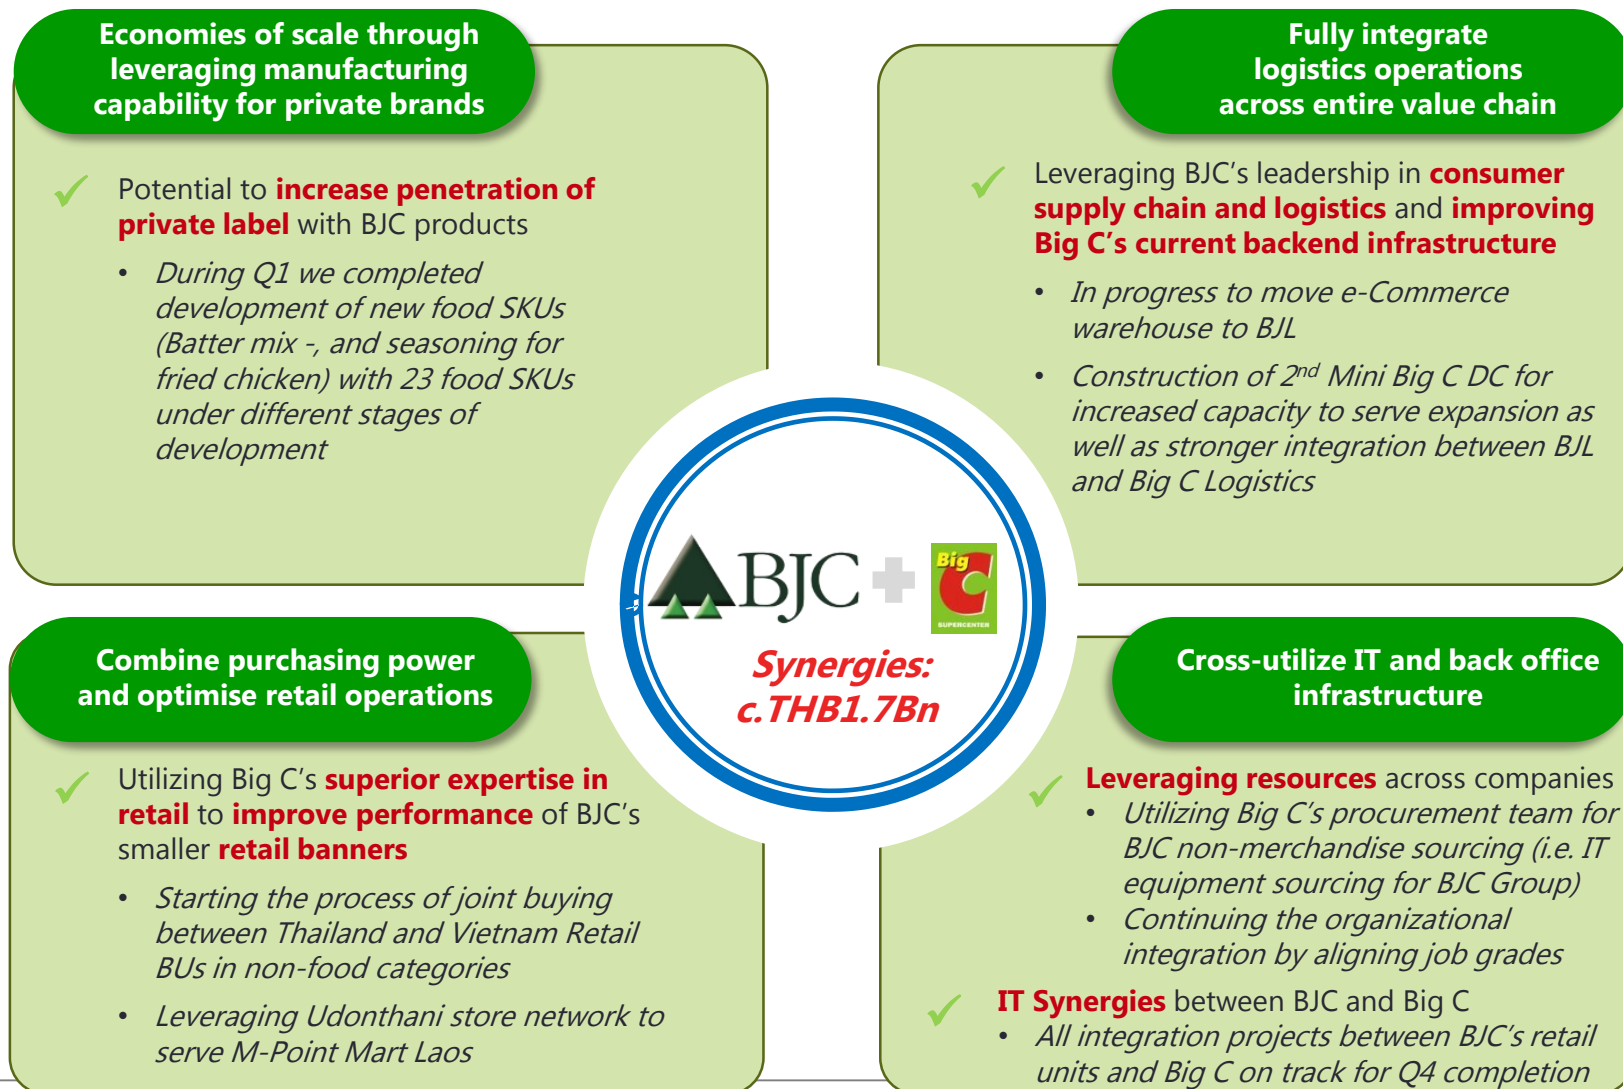 Economies of scale through
leveraging manufacturing
capability for private brands
Potential to increase penetration of
private label with BJC products
• During Q1 we completed
development of new food SKUs
(Batter mix -, and seasoning for
fried chicken) with 23 food SKUs
under different stages of
development
Fully integrate
logistics operations
across entire value chain
Leveraging BJC’s leadership in consumer
supply chain and logistics and improving
Big C’s current backend infrastructure
• In progress to move e-Commerce
warehouse to BJL
• Construction of 2nd Mini Big C DC for
increased capacity to serve expansion as
well as stronger integration between BJL
and Big C Logistics
BJC
Big
C
SUPERCENTER
Synergies:
c.THB1.7Bn
Combine purchasing power
and optimise retail operations
Utilizing Big C’s superior expertise in
retail to improve performance of BJC’s
smaller retail banners
• Starting the process of joint buying
between Thailand and Vietnam Retail
BUs in non-food categories
• Leveraging Udonthani store network to
serve M-Point Mart Laos
Cross-utilize IT and back office
infrastructure
Leveraging resources across companies
• Utilizing Big C’s procurement team for
BJC non-merchandise sourcing (i.e. IT
equipment sourcing for BJC Group)
• Continuing the organizational
integration by aligning job grades
IT Synergies between BJC and Big C
• All integration projects between BJC’s retail
units and Big C on track for Q4 completion